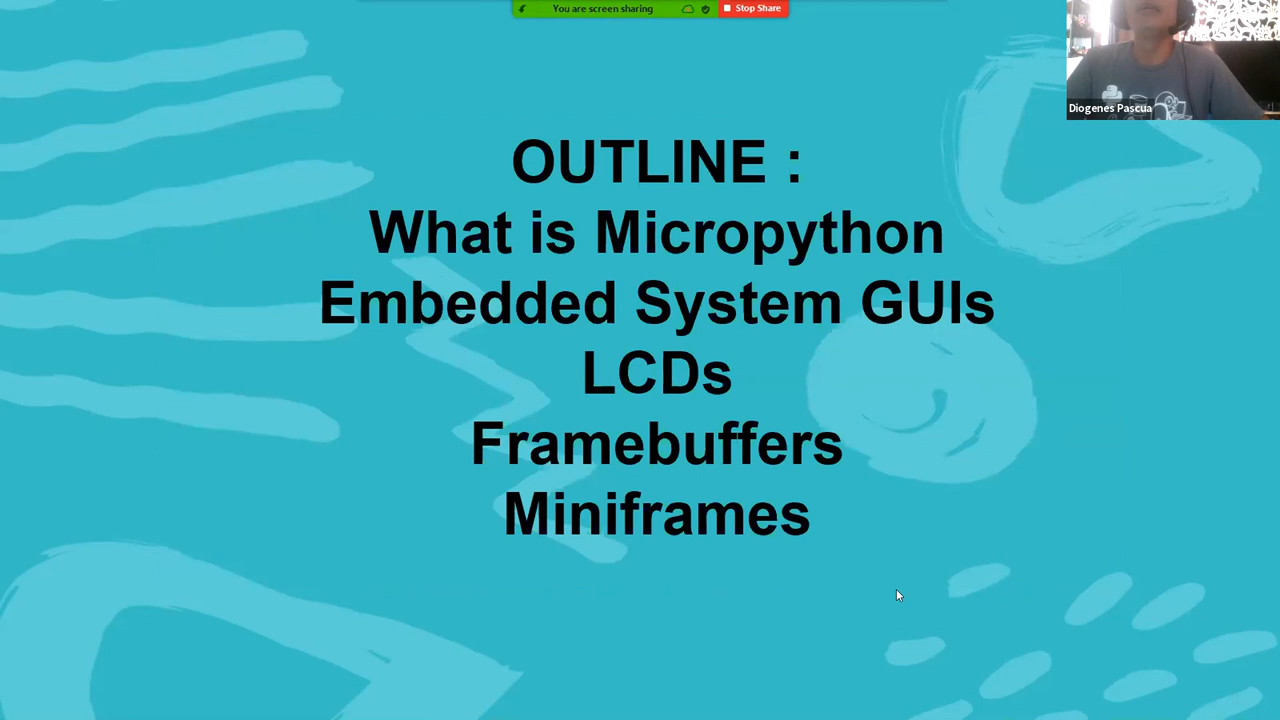 You are screen sharing
Stop Share
Diogenes Pascua
OUTLINE :
What is Micropython
Embedded System GUIs
LCDs
Framebuffers
Miniframes